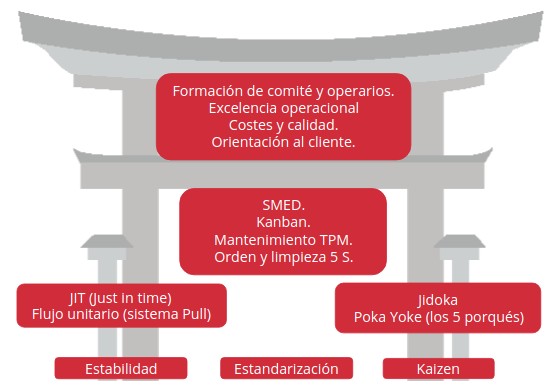 Formación de comité y operarios.
Excelencia operacional
Costes y calidad.
Orientación al cliente.
SMED.
Kanban.
Mantenimiento TPM.
Orden y limpieza 5 S.
JIT (Just in time)
Flujo unitario (sistema Pull)
Jidoka
Poka Yoke (los 5 porqués)
Estabilidad
Estandarización
Kaizen